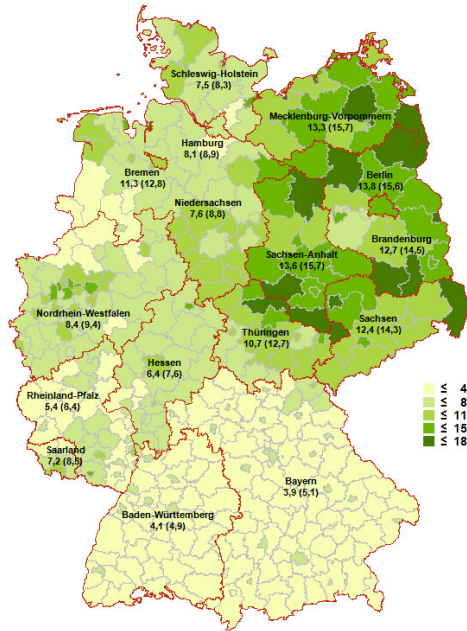 Schleswig-Holstein
7,5 (8,3)
Mecklenburg-Vorpommern
13,3 (15,7)
Hamburg
8,1 (8,9)
Bremen
11,3 (12,8)
Berlin
13,8 (15,6)
Niedersachsen
7,6 (8,8)
Brandenburg
12,7 (14,5)
Sachsen-Anhalt
13,6 (15,7)
Nordrhein-Westfalen
8,4 (9,4)
Sachsen
12,4 (14,3)
Thüringen
10,7 (12,7)
Hessen
6,4 (7,6)
Rheinland-Pfalz
5,4 (6,4)
Saarland
7,2 (8,5)
Bayern
3,9 (5,1)
Baden-Württemberg
4,1 (4,9)
≤ 4
≤ 8
≤ 11
≤ 15
≤ 18